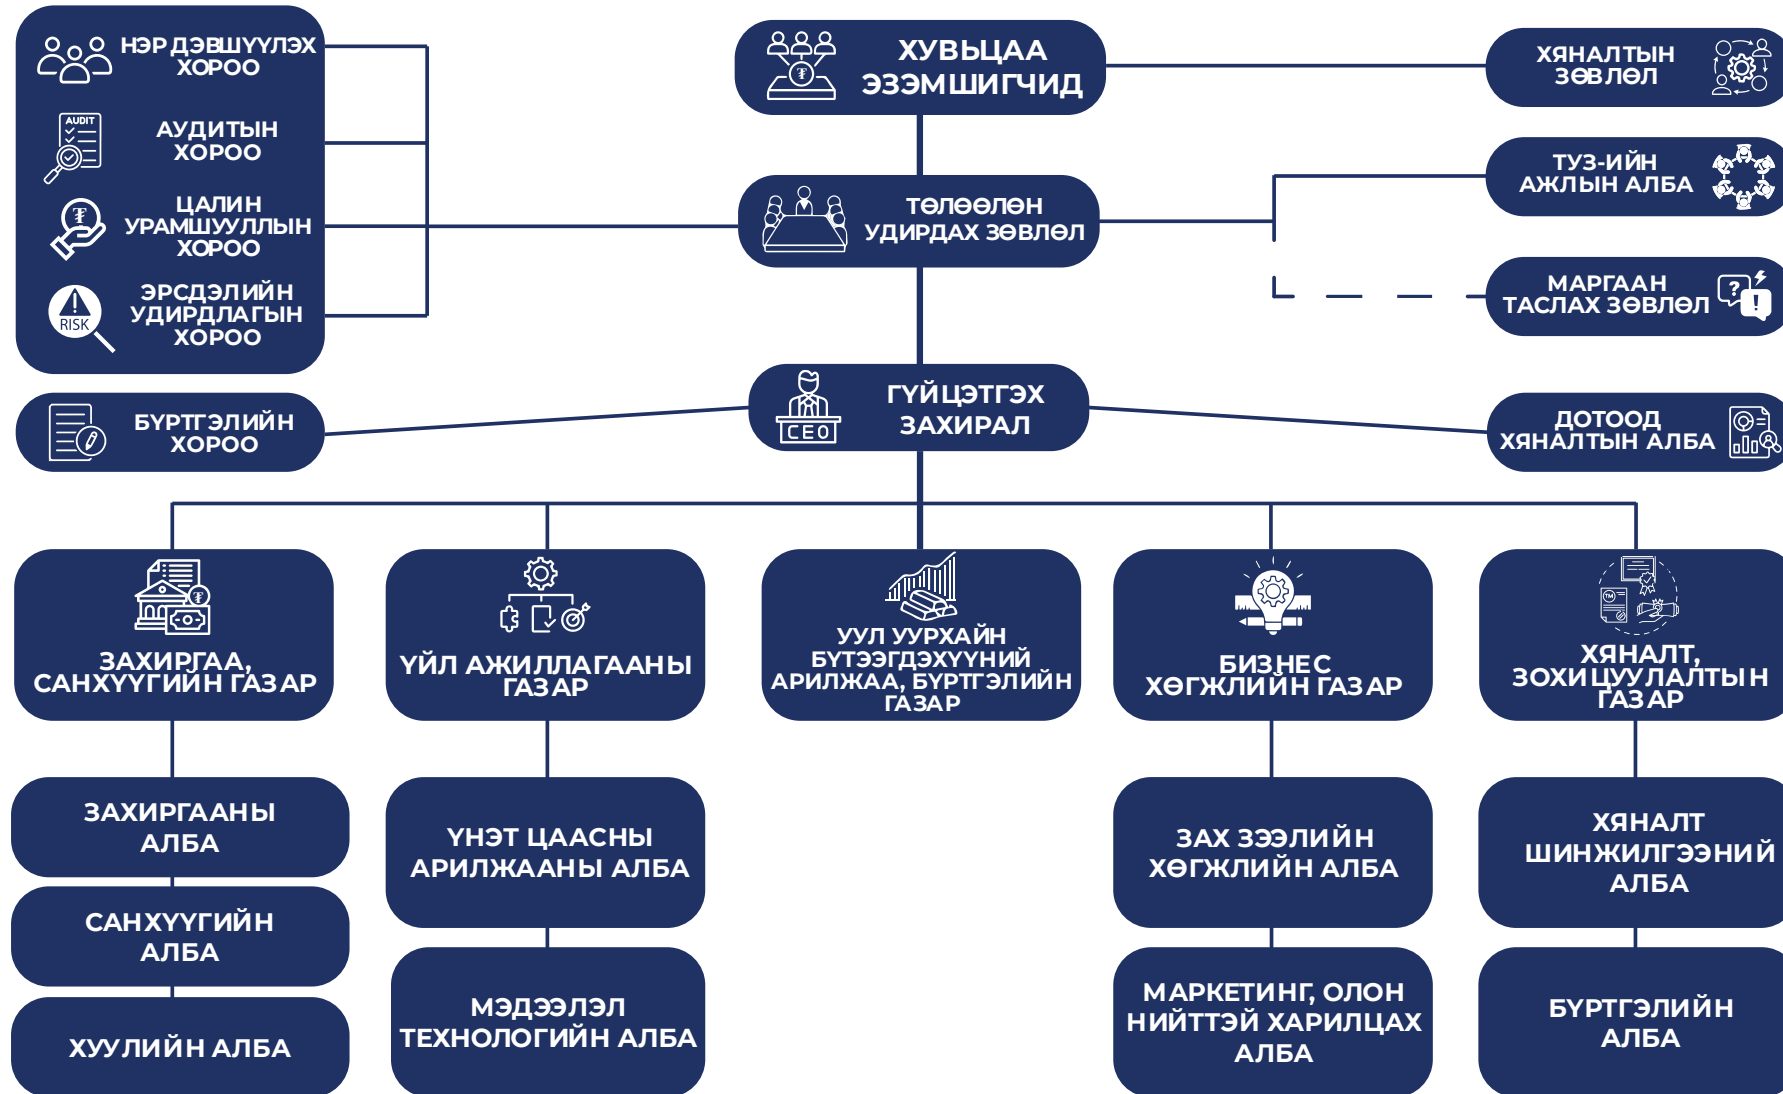 НЭР ДЭВШҮҮЛЭХ
ХОРОО
AUDIT
АУДИТЫН
ХОРОО
₮
ЦАЛИН
УРАМШУУЛЛЫН
ХОРОО
RISK
ЭРСДЭЛИЙН
УДИРДЛАГЫН
ХОРОО
БҮРТГЭЛИЙН
ХОРОО
₮
ХУВЬЦАА
ЭЗЭМШИГЧИД
ТӨЛӨӨЛӨН
УДИРДАХ ЗӨВЛӨЛ
CEO
ГҮЙЦЭТГЭХ
ЗАХИРАЛ
ХЯНАЛТЫН
ЗӨВЛӨЛ
ТУЗ-ИЙН
АЖЛЫН АЛБА
МАРГААН
ТАСЛАХ ЗӨВЛӨЛ
? !
ДОТООД
ХЯНАЛТЫН АЛБА
₮
ЗАХИРГАА,
САНХҮҮГИЙН ГАЗАР
ЗАХИРГААНЫ
АЛБА
САНХҮҮГИЙН
АЛБА
ХУУЛИЙН АЛБА
ҮЙЛ АЖИЛЛАГААНЫ
ГАЗАР
ҮНЭТ ЦААСНЫ
АРИЛЖААНЫ АЛБА
МЭДЭЭЛЭЛ
ТЕХНОЛОГИЙН АЛБА
УУЛ УУРХАЙН
БҮТЭЭГДЭХҮҮНИЙ
АРИЛЖАА, БҮРТГЭЛИЙН
ГАЗАР
БИЗНЕС
ХӨГЖЛИЙН ГАЗАР
ЗАХ ЗЭЭЛИЙН
ХӨГЖЛИЙН АЛБА
МАРКЕТИНГ, ОЛОН
НИЙТТЭЙ ХАРИЛЦАХ
АЛБА
TM
ХЯНАЛТ,
ЗОХИЦУУЛАЛТЫН
ГАЗАР
ХЯНАЛТ
ШИНЖИЛГЭЭНИЙ
АЛБА
БҮРТГЭЛИЙН
АЛБА